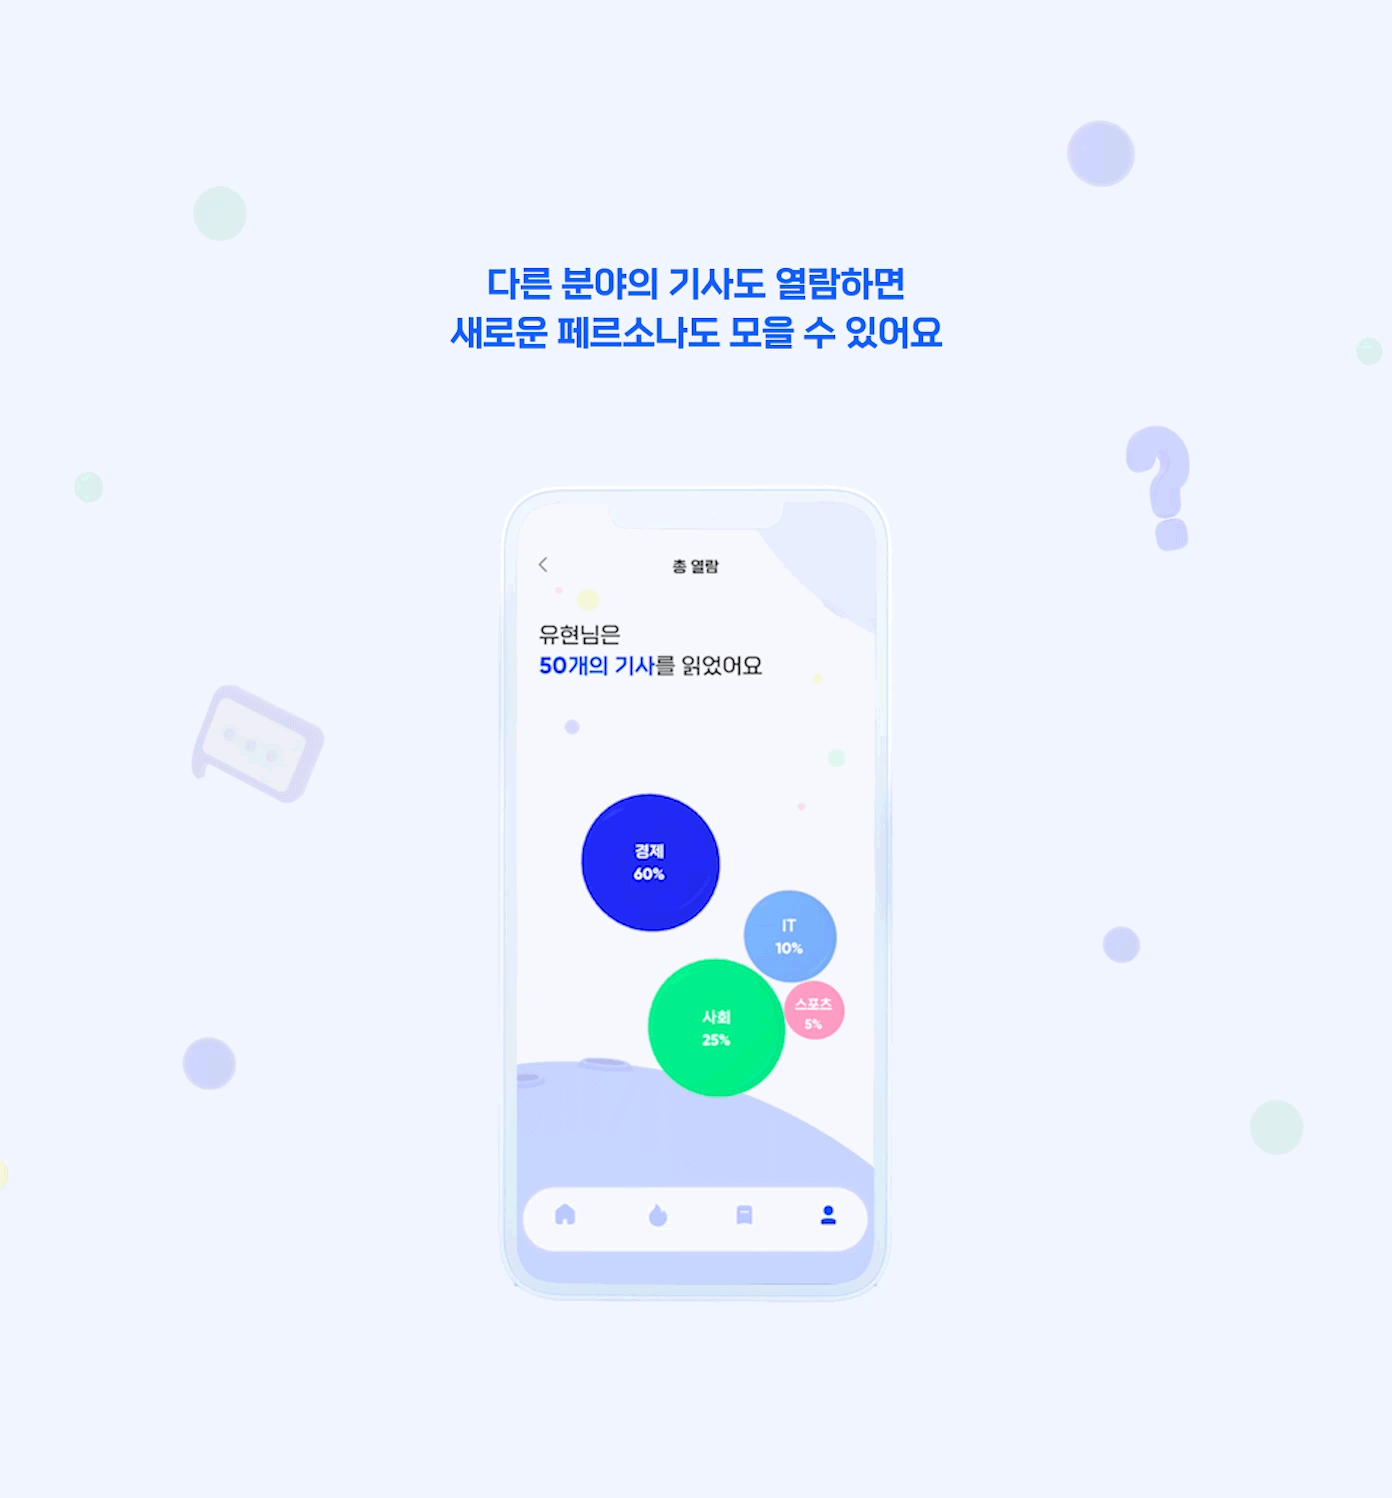 다른 분야의 기사도 열람하면
새로운 페르소나도 모을 수 있어요
총 열람
유현님은
50개의 기사를 읽었어요
경제
60%
IT
10%
스포츠
5%
사회
25%